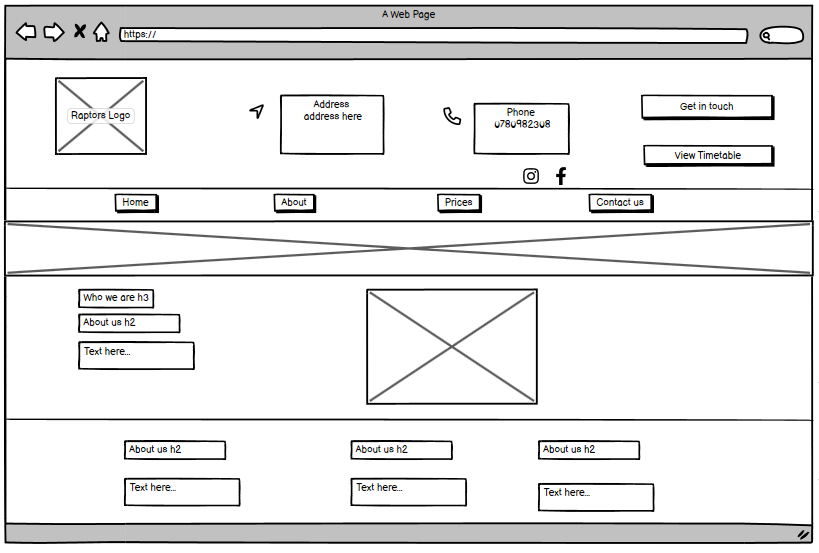 A Web Page
https://
Raptors Logo
Address
address here
Phone
0780982308
Get in touch
View Timetable
Home
About
Prices
Contact us
Who we are h3
About us h2
Text here...
About us h2
About us h2
About us h2
Text here...
Text here...
Text here...